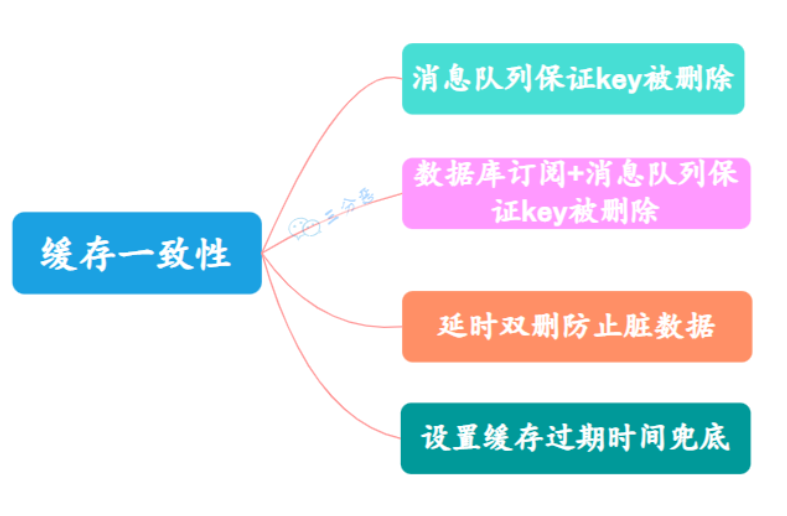 消息队列保证key被删除
数据库订阅+消息队列保
证key被删除
三分恶
缓存一致性
延时双删防止脏数据
设置缓存过期时间兜底